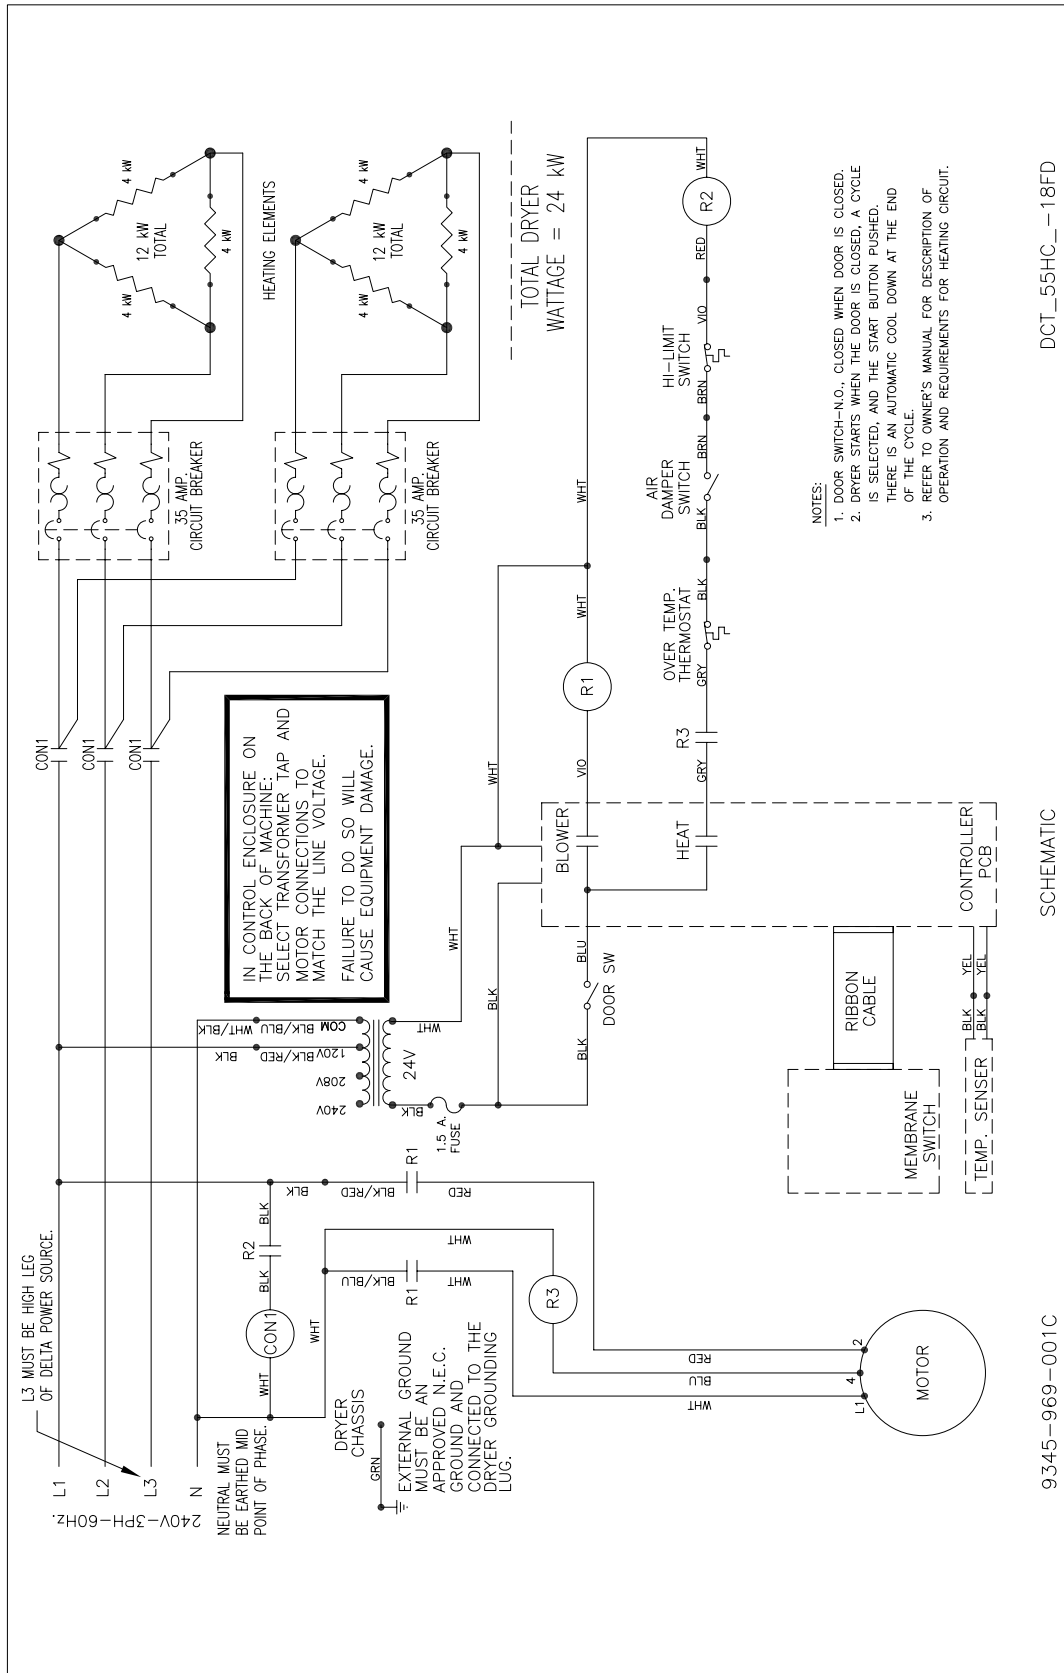 L3 MUST BE HIGH LEG
OF DELTA POWER SOURCE.
240V-3PH-60Hz.
L1
L2
L3
N
NEUTRAL MUST
BE EARTHED MID
POINT OF PHASE.
WHT
CON1
BLK
R2
BLK
WHT
BLK
BLK/RED
R1
RED
BLK/BLU
R1
WHT
WHT
R3
DRYER
CHASSIS
GRN
EXTERNAL GROUND
MUST BE AN
APPROVED N.E.C.
GROUND AND
CONNECTED TO THE
DRYER GROUNDING
LUG.
WHT
BLU
RED
L1
4
2
MOTOR
BLK
BLK/RED
WHT/BLK
BLK/BLU
240V
208V
120V
COM
24V
BLK
WHT
1.5 A.
FUSE
IN CONTROL ENCLOSURE ON
THE BACK OF MACHINE:
SELECT TRANSFORMER TAP AND
MOTOR CONNECTIONS TO
MATCH THE LINE VOLTAGE.
FAILURE TO DO SO WILL
CAUSE EQUIPMENT DAMAGE.
CON1
CON1
CON1
35 AMP.
CIRCUIT BREAKER
35 AMP.
CIRCUIT BREAKER
4 kW
4 kW
12 kW
TOTAL
4 kW
HEATING ELEMENTS
4 kW
4 kW
12 kW
TOTAL
4 kW
TOTAL DRYER
WATTAGE = 24 kW
WHT
BLK
WHT
BLK
DOOR SW
BLU
BLOWER
VIO
R1
WHT
WHT
HEAT
GRY
R3
GRY
OVER TEMP.
THERMOSTAT
BLK
BLK
AIR
DAMPER
SWITCH
BRN
BRN
HI-LIMIT
SWITCH
VIO
RED
R2
WHT
CONTROLLER
PCB
RIBBON
CABLE
MEMBRANE
SWITCH
TEMP. SENSER
BLK
YEL
BLK
YEL
NOTES:
1. DOOR SWITCH-N.O., CLOSED WHEN DOOR IS CLOSED.
2. DRYER STARTS WHEN THE DOOR IS CLOSED, A CYCLE
IS SELECTED, AND THE START BUTTON PUSHED.
THERE IS AN AUTOMATIC COOL DOWN AT THE END
OF THE CYCLE.
3. REFER TO OWNER'S MANUAL FOR DESCRIPTION OF
OPERATION AND REQUIREMENTS FOR HEATING CIRCUIT.
9345-969-001C
SCHEMATIC
DCT_55HC_-18FD